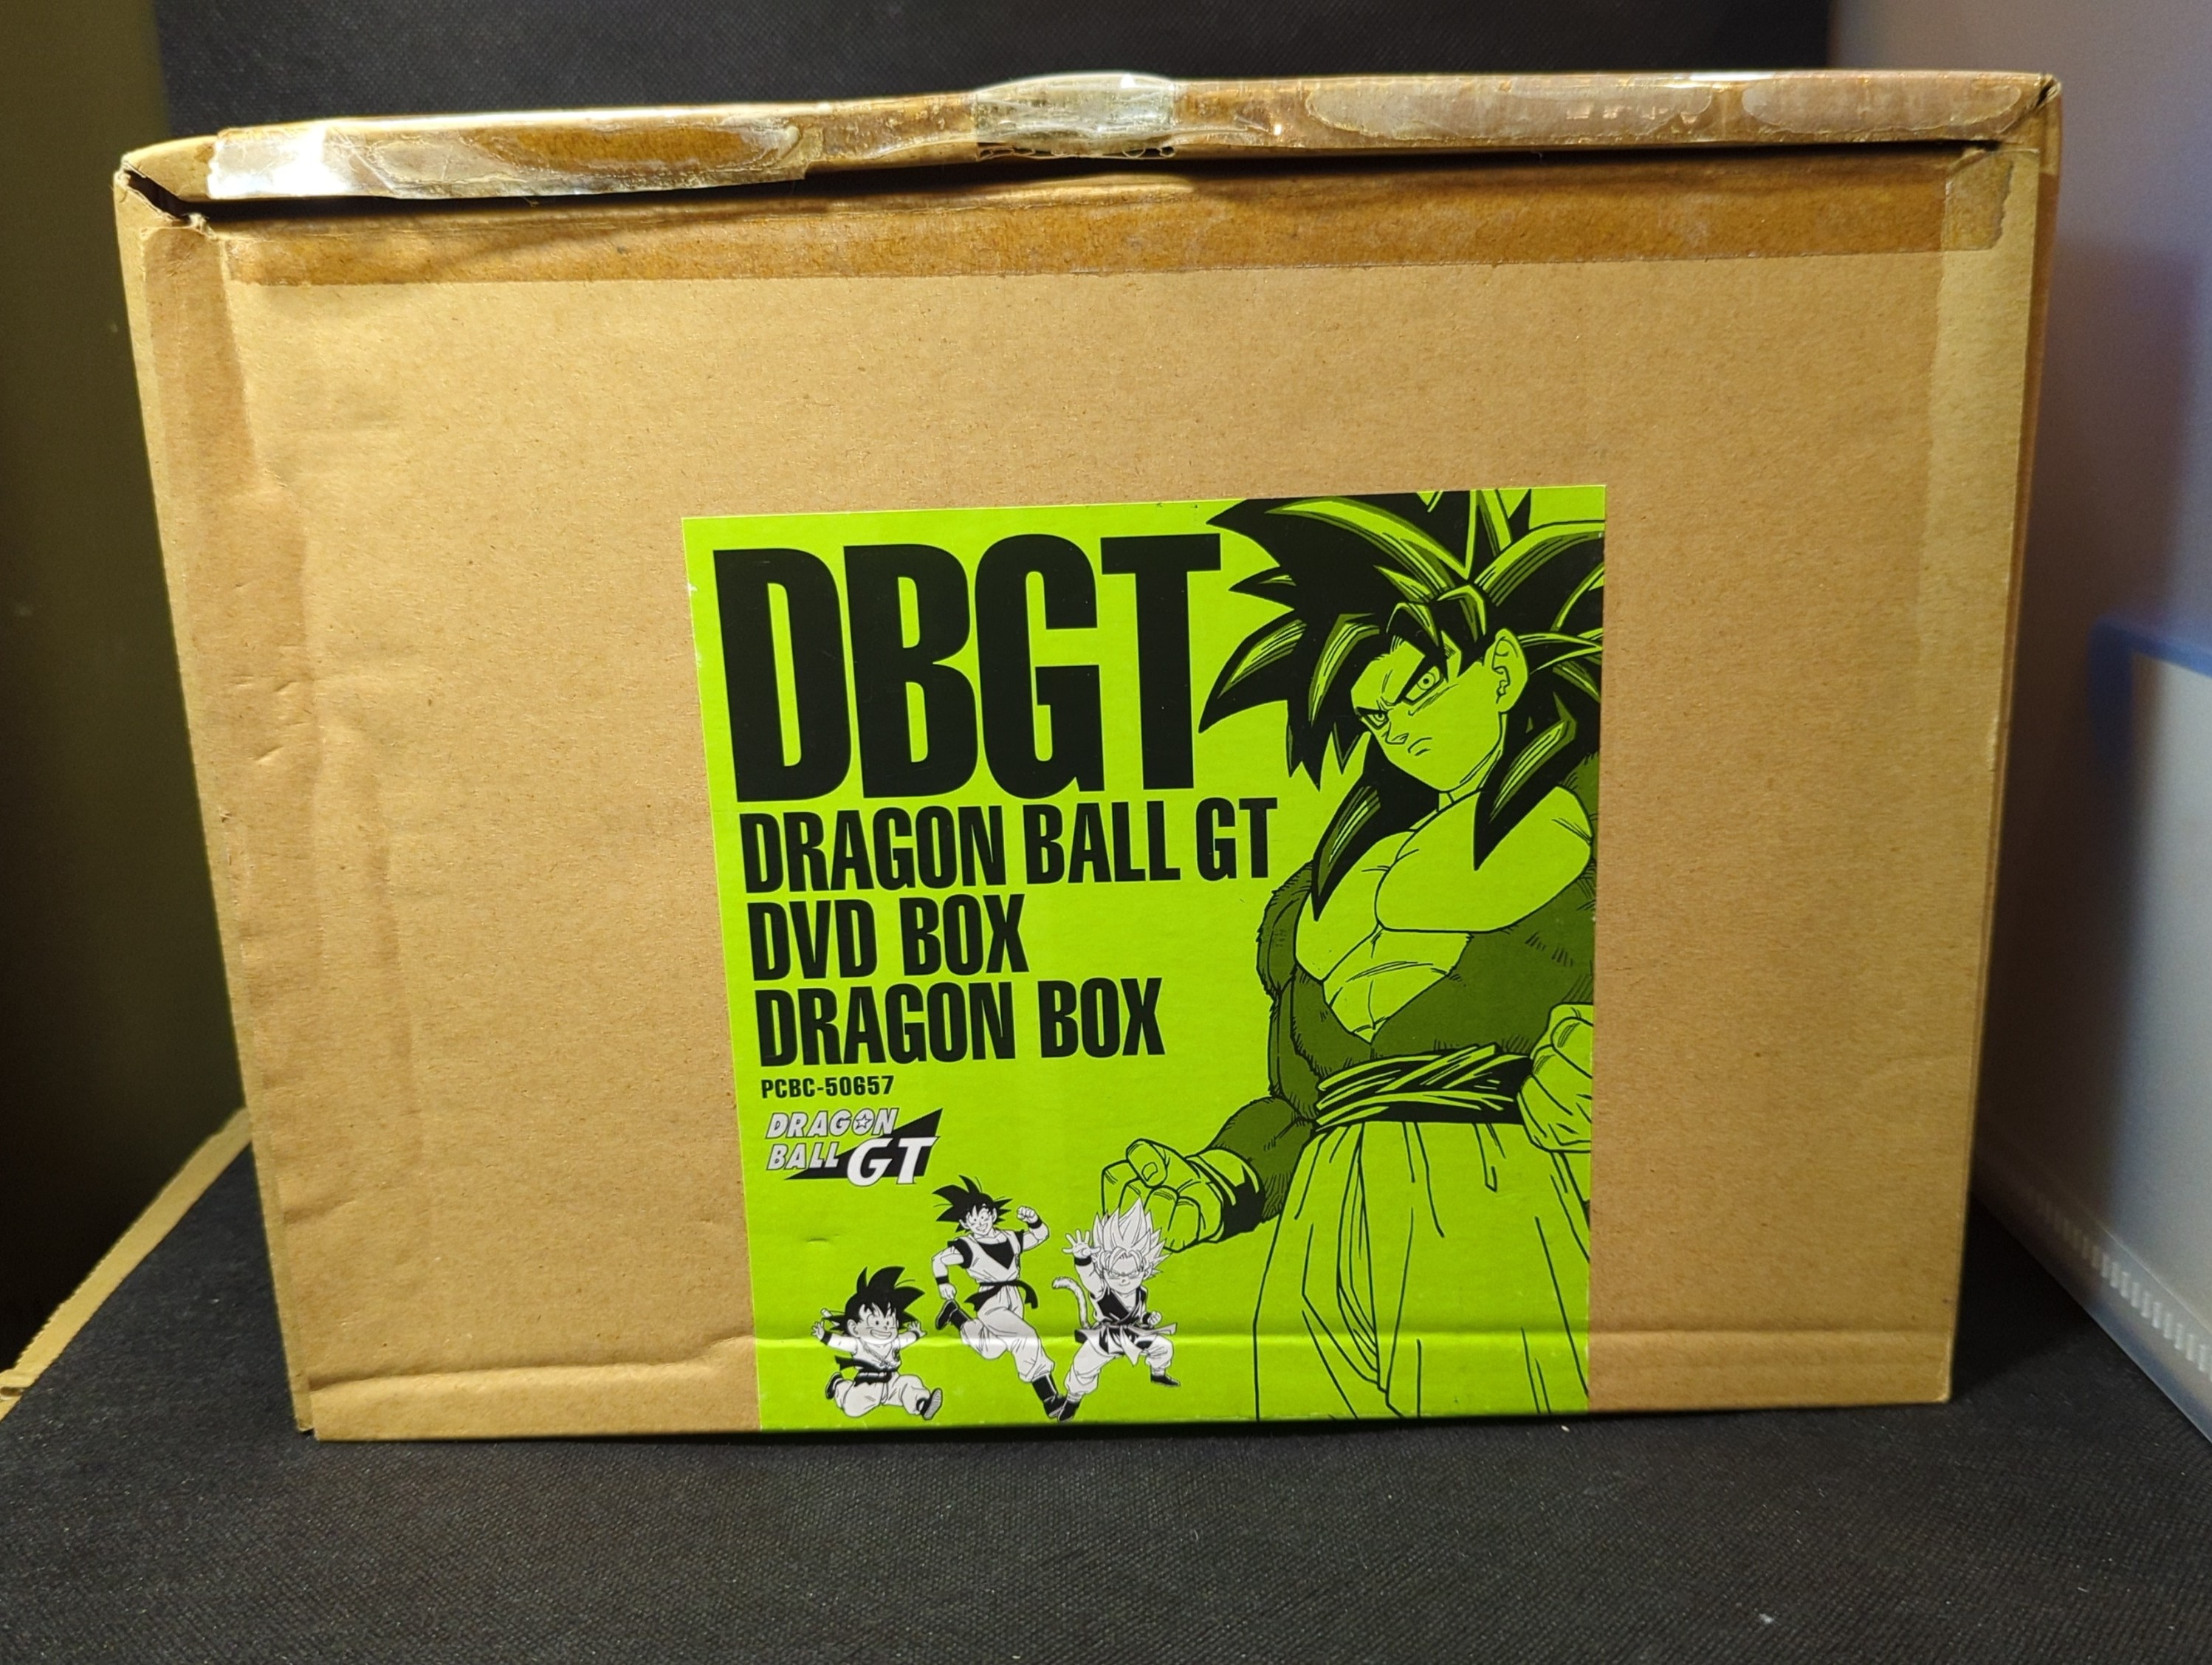 DBGT
DRAGON BALL GT
DVD BOX
DRAGON BOX
PCBC-50657
DRAGON
BALL GT